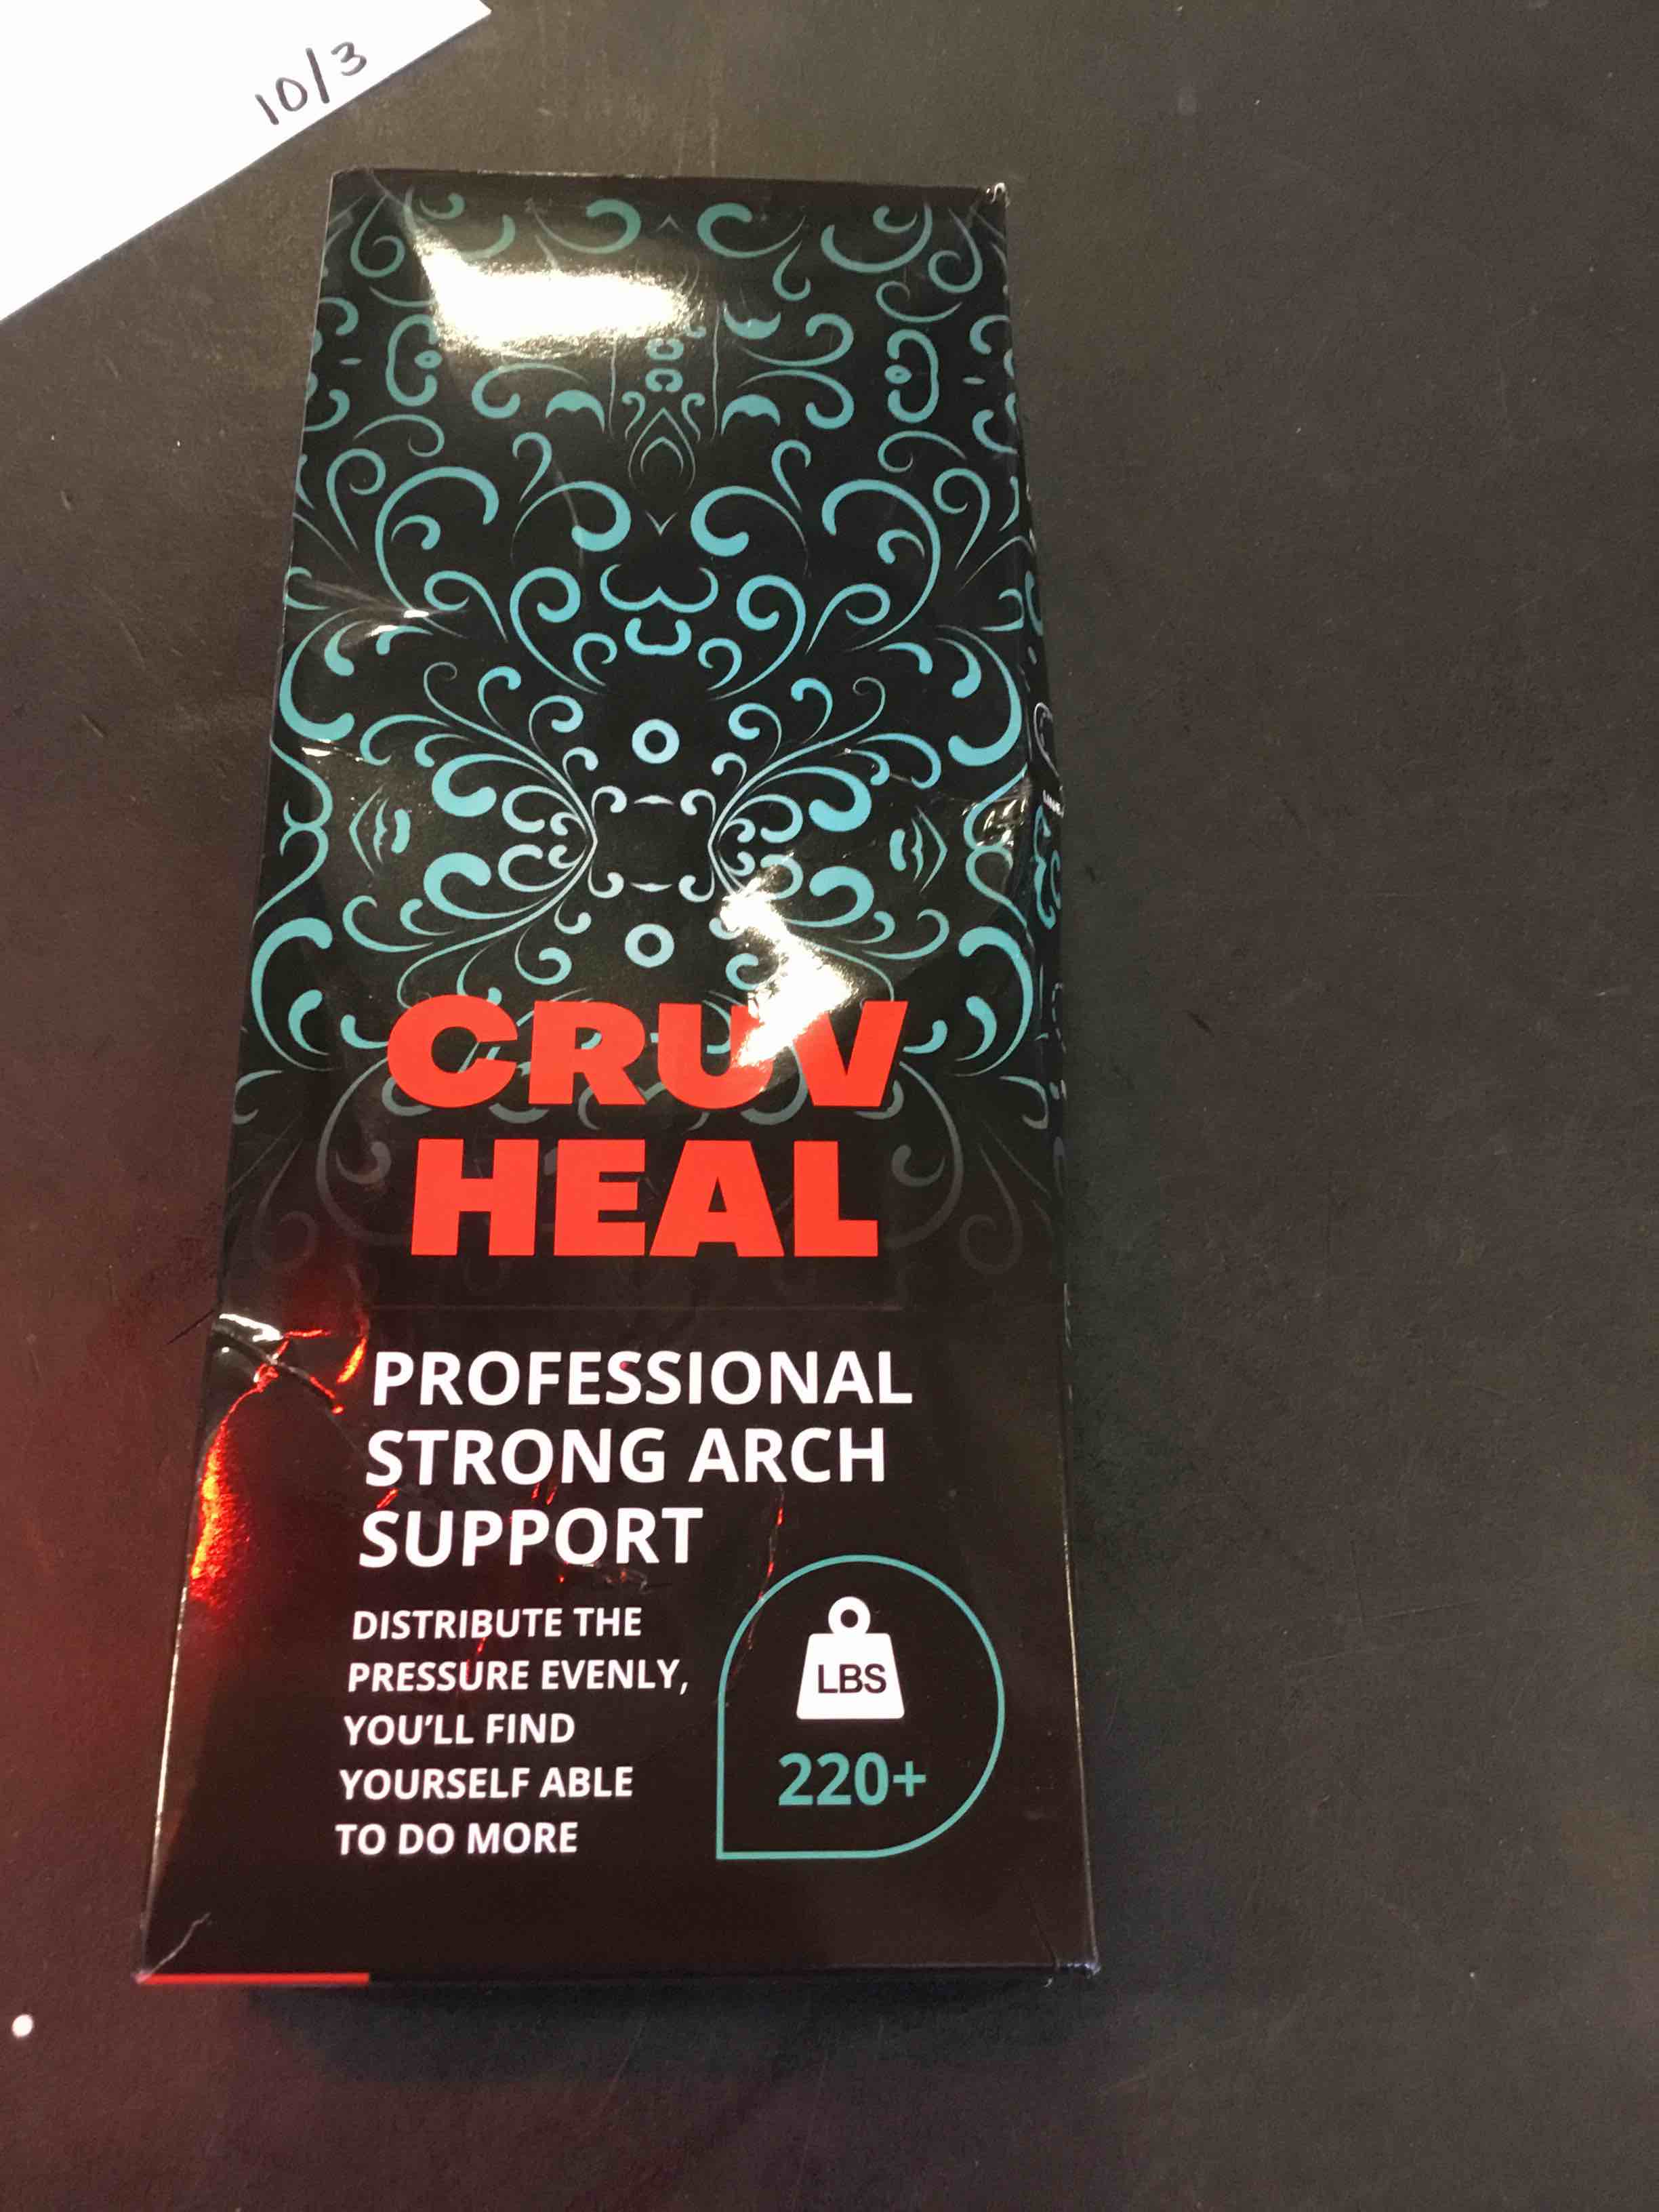 10/3
CRUV
HEAL
PROFESSIONAL
STRONG ARCH
SUPPORT
DISTRIBUTE THE
PRESSURE EVENLY,
YOU'LL FIND
YOURSELF ABLE
TO DO MORE
LBS
220+